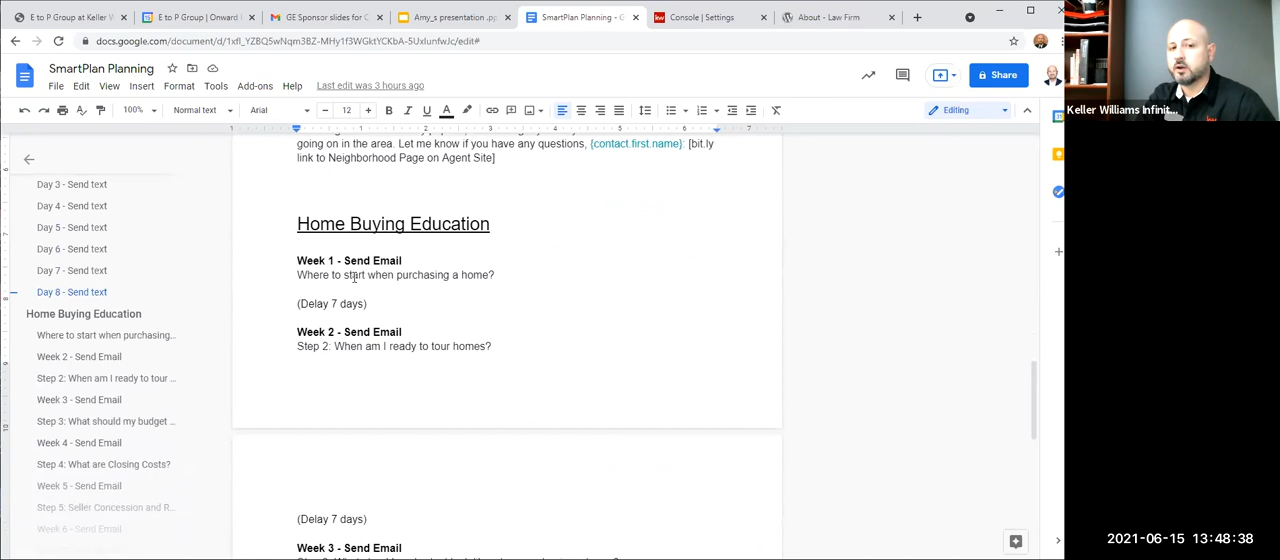 E to P Group at Keller W
E to P Group | Onward
GE Sponsor slides for C
Amy_s presentation .pp
SmartPlan Planning - G
Console | Settings
About - Law Firm
docs.google.com/document/d/1xfl_YZBQ5wNqm3BZ-MHy1f3WGktYCKbA-5UxIunfwJc/edit#
SmartPlan Planning
File Edit View Insert Format Tools Add-ons Help
Last edit was 3 hours ago
Share
100% Normal text Arial 12 Editing
Day 3 - Send text
Day 4 - Send text
Day 5 - Send text
Day 6 - Send text
Day 7 - Send text
Day 8 - Send text
Home Buying Education
Where to start when purchasing...
Week 2 - Send Email
Step 2: When am I ready to tour ...
Week 3 - Send Email
Step 3: What should my budget ...
Week 4 - Send Email
Step 4: What are Closing Costs?
Week 5 - Send Email
Step 5: Seller Concession and R...
Week 6 - Send Email
going on in the area. Let me know if you have any questions, {contact.first.name}: [bit.ly
link to Neighborhood Page on Agent Site]
Home Buying Education
Week 1 - Send Email
Where to start when purchasing a home?
(Delay 7 days)
Week 2 - Send Email
Step 2: When am I ready to tour homes?
(Delay 7 days)
Week 3 - Send Email
Keller Williams Infinit...
2021-06-15 13:48:38